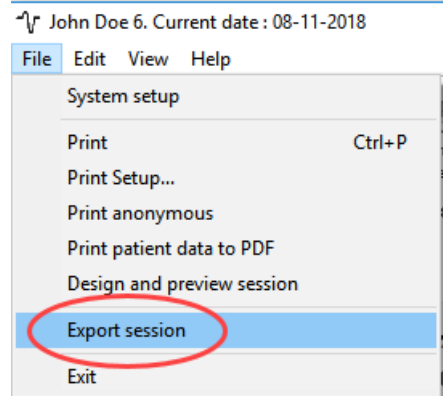 John Doe 6. Current date : 08-11-2018
File Edit View Help
System setup
Print Ctrl+P
Print Setup...
Print anonymous
Print patient data to PDF
Design and preview session
Export session
Exit